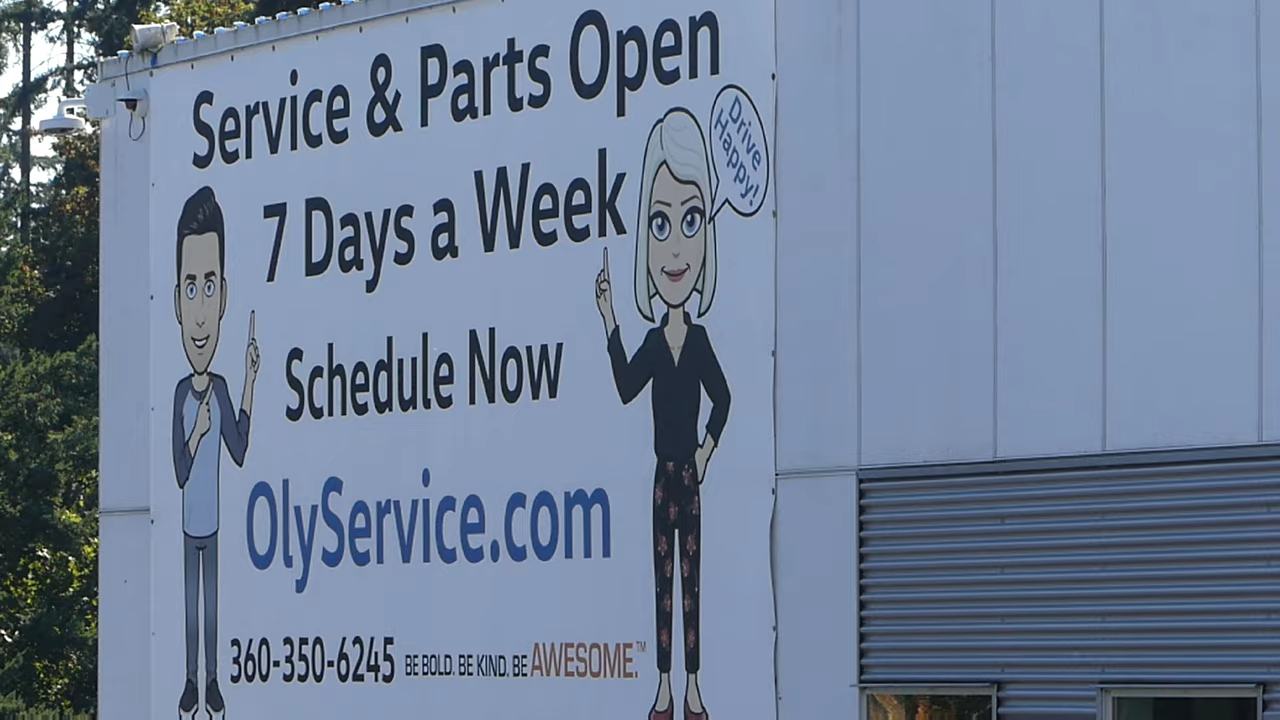 Service & Parts Open
Drive
Happy!
7 Days a Week
Schedule Now
OlyService.com
360-350-6245 BE BOLD. BE KIND. BE AWESOME.™